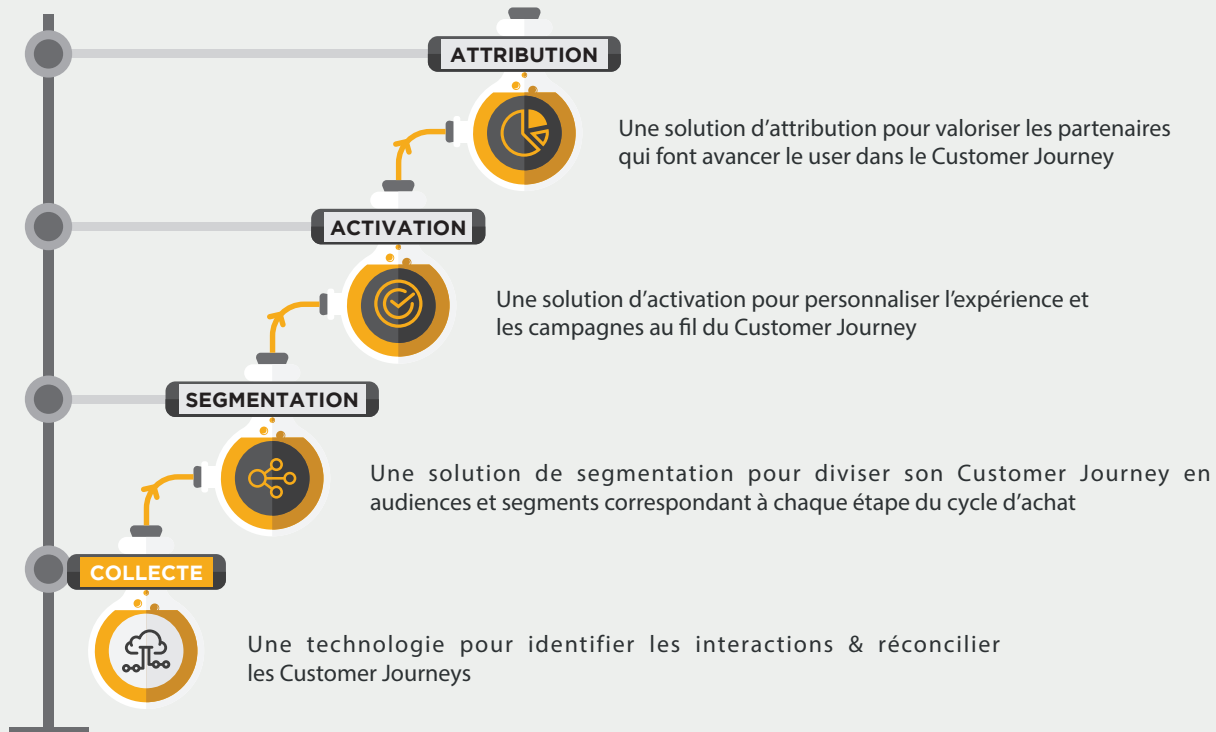 ATTRIBUTION
Une solution d’attribution pour valoriser les partenaires
qui font avancer le user dans le Customer Journey
ACTIVATION
Une solution d’activation pour personnaliser l’expérience et
les campagnes au fil du Customer Journey
SEGMENTATION
Une solution de segmentation pour diviser son Customer Journey en
audiences et segments correspondant à chaque étape du cycle d’achat
COLLECTE
Une technologie pour identifier les interactions & réconcilier
les Customer Journeys